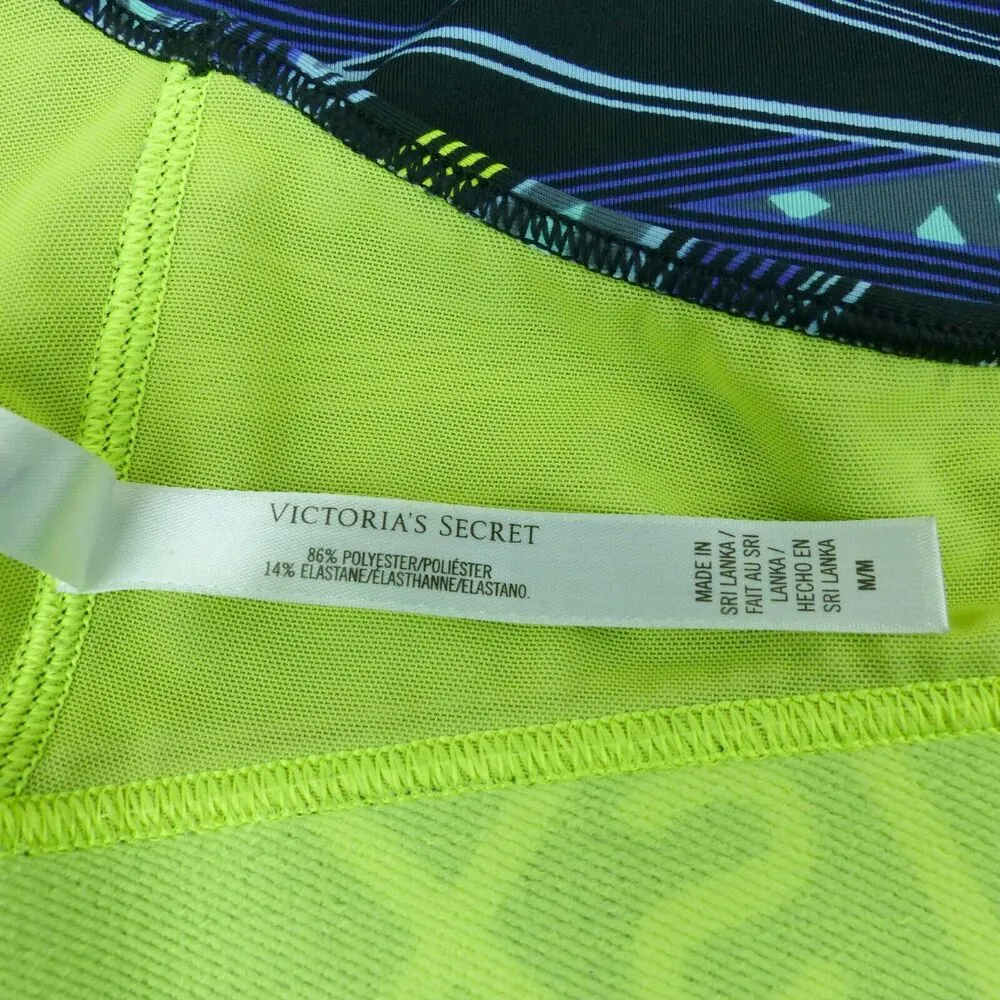 VICTORIA'S SECRET
86% POLYESTER/POLIÉSTER
14% ELASTANE/ÉLASTHANNE/ELASTANO.
MADE IN
SRI LANKA/
FAIT AU SRI
LANKA/
HECHO EN
SRI LANKA
M/M